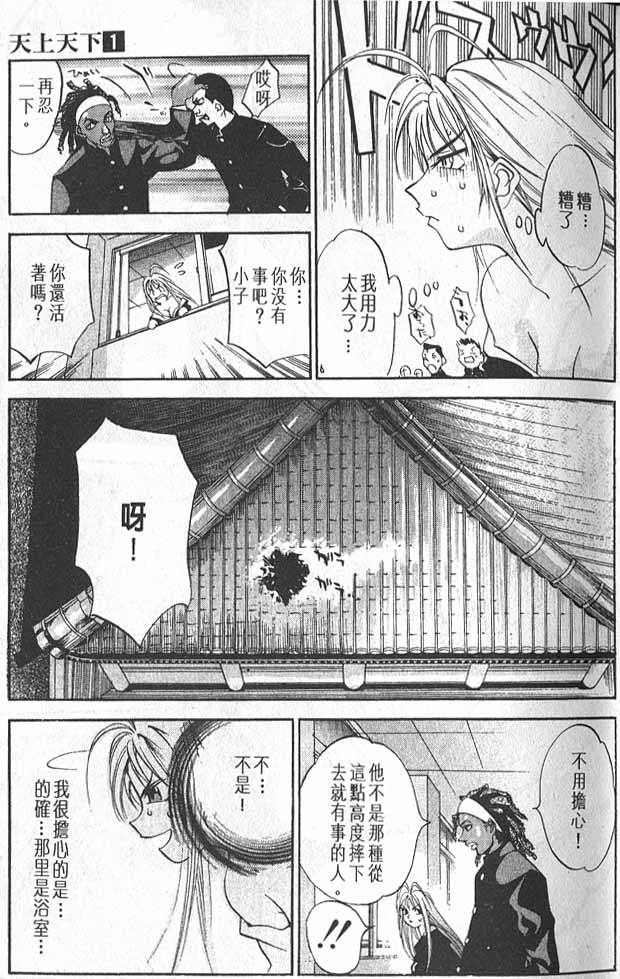 天上天下1
糟…
糟了
我用力
太大了…
哎呀
再忍
一下。
你…
你没有
事吧？
小子
你還活
著嗎？
呀！
不用擔心！
他不是那種從
這點高度摔下
去就有事的人。
!!
不…
不是！
我很擔心的是…
的確…那里是浴室…